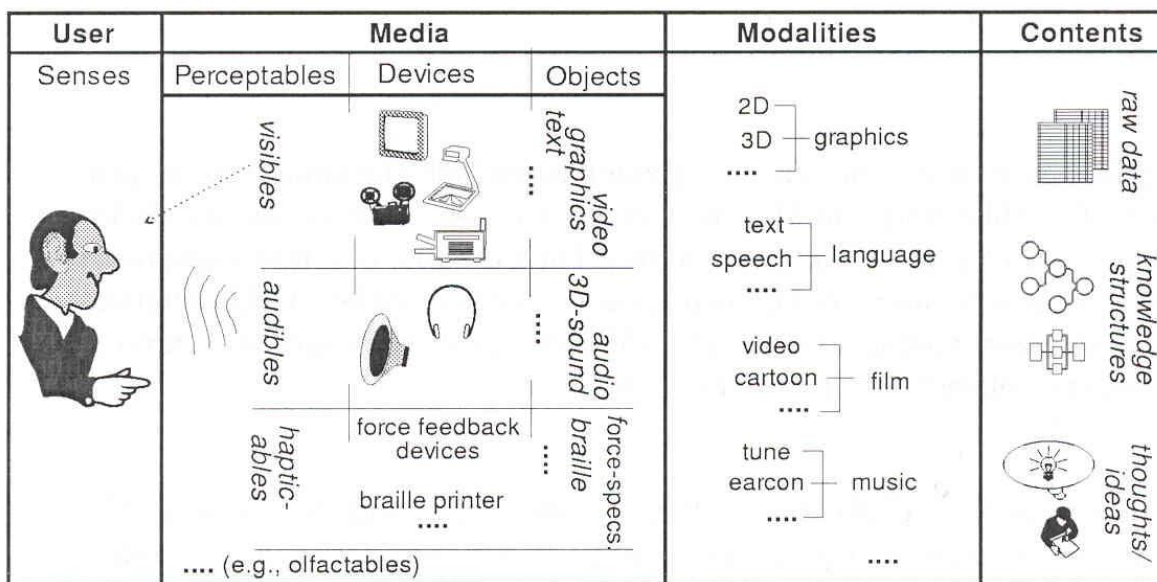 User
Media
Modalities
Contents
Senses
Perceptables
Devices
Objects
visibles
text
graphics
....
video
audibles
3D-sound
....
audio
haptic-
ables
force feedback
devices
braille printer
....
braille
....
force-specs.
.... (e.g., olfactables)
2D
3D
....
graphics
text
speech
....
language
video
cartoon
....
film
tune
earcon
....
music
....
raw data
knowledge
structures
thoughts/
ideas